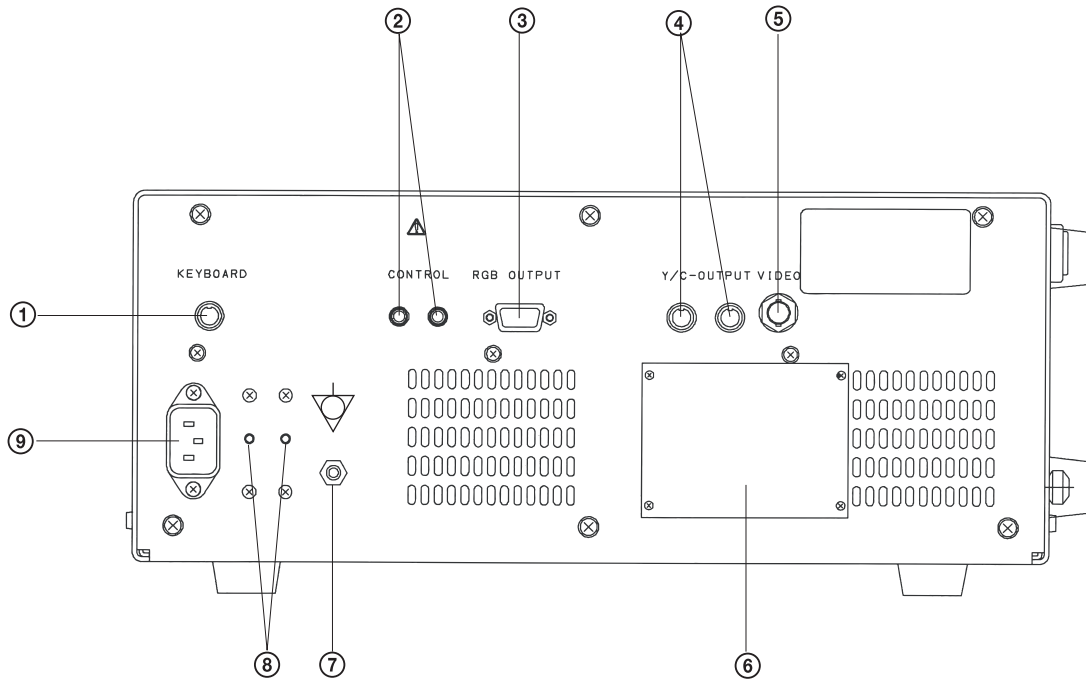 ② ③ ④ ⑤
KEYBOARD CONTROL RGB OUTPUT Y/C-OUTPUT VIDEO
①
⑨
⑧ ⑦ ⑥